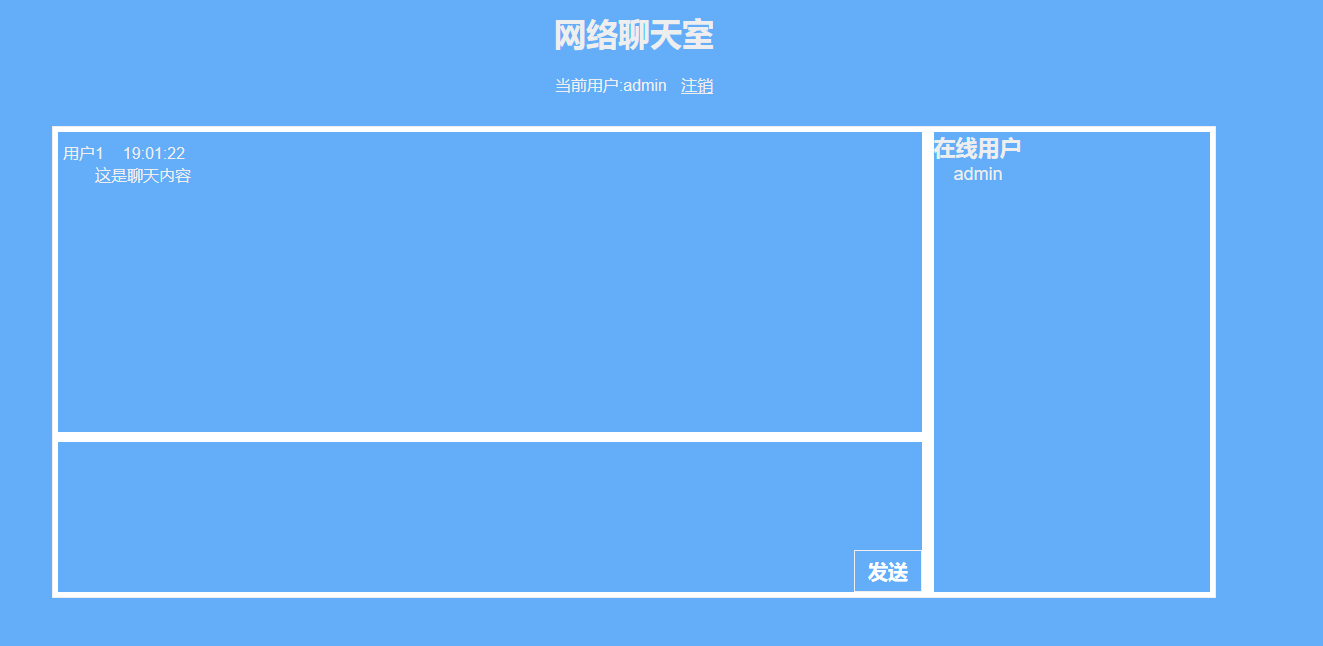 网络聊天室
当前用户:admin 注销
用户1 19:01:22
这是聊天内容
在线用户
admin
发送